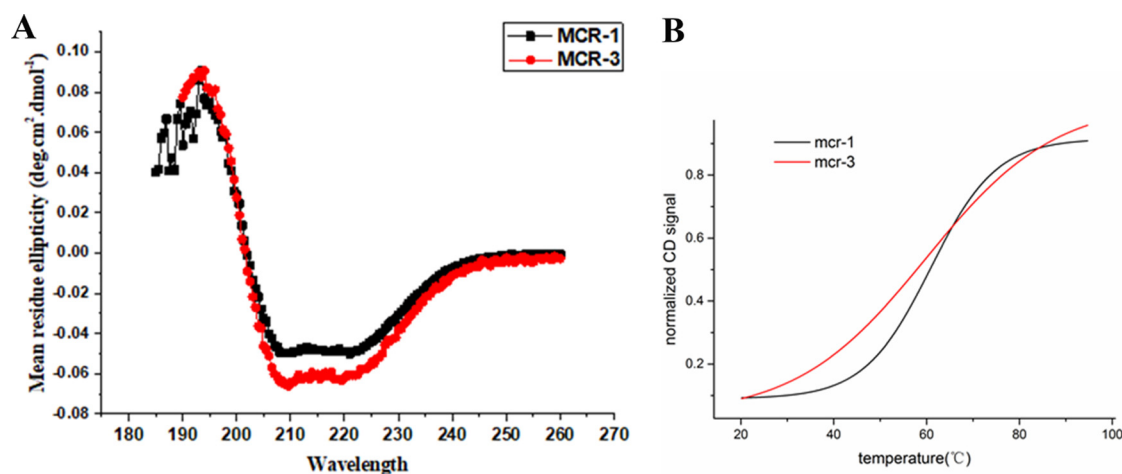 A
MCR-1
MCR-3
Mean residue ellipticity (deg.cm².dmol⁻¹)
0.10
0.08
0.06
0.04
0.02
0.00
-0.02
-0.04
-0.06
-0.08
180 190 200 210 220 230 240 250 260 270
Wavelength
B
mcr-1
mcr-3
normalized CD signal
0.8
0.6
0.4
0.2
20 40 60 80 100
temperature(℃)